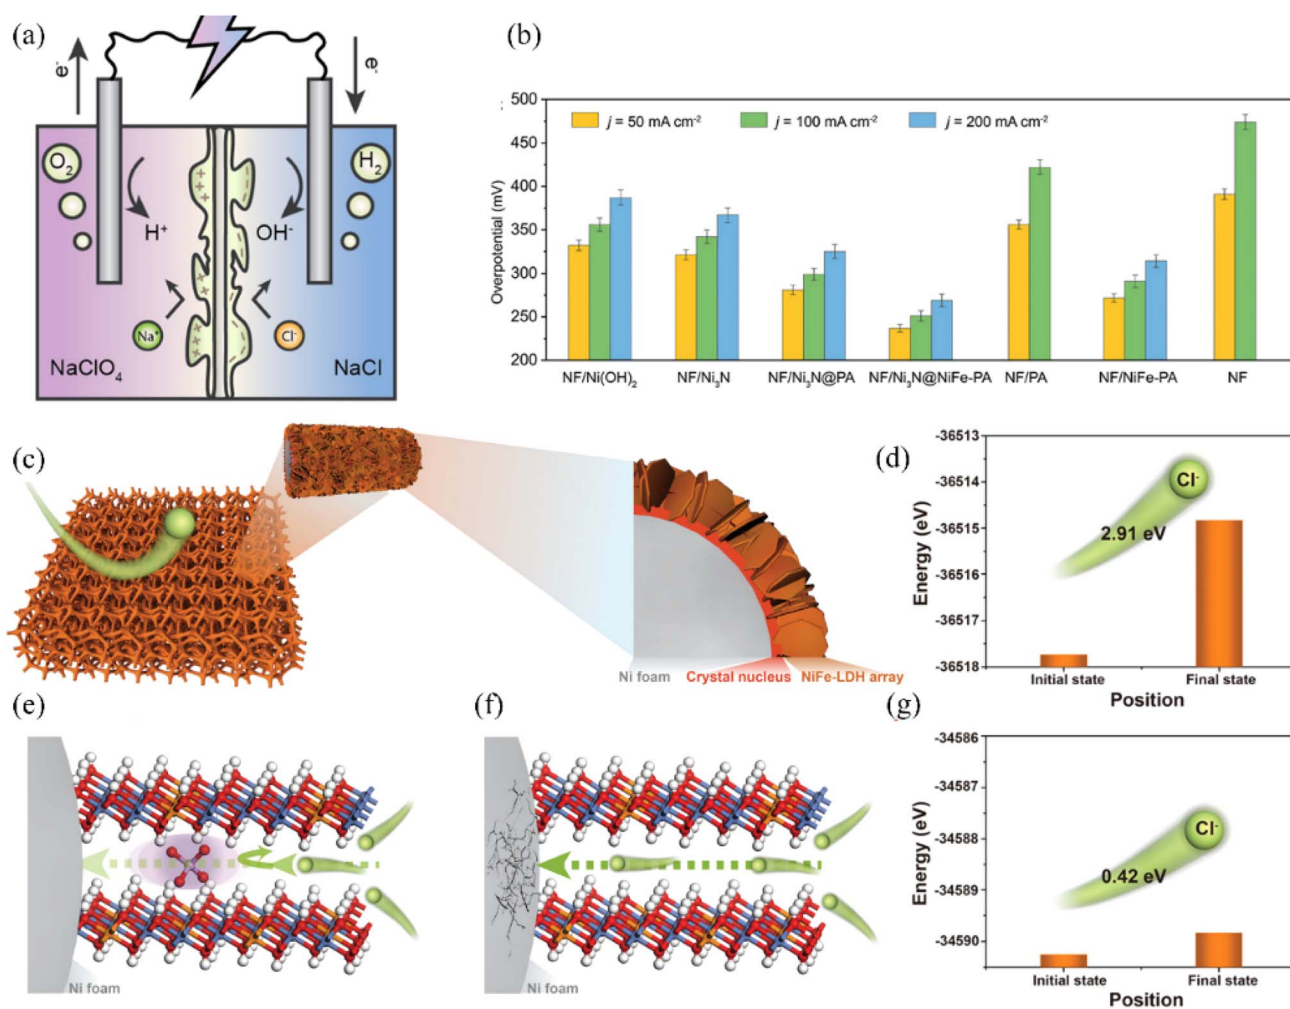 (a)
e⁻
e⁻
O₂
H₂
H⁺
OH⁻
Na⁺
Cl⁻
NaClO₄
NaCl
(b)
Overpotential (mV)
500
450
400
350
300
250
200
j = 50 mA cm⁻²
j = 100 mA cm⁻²
j = 200 mA cm⁻²
NF/Ni(OH)₂
NF/Ni₃N
NF/Ni₃N@PA
NF/Ni₃N@NiFe-PA
NF/PA
NF/NiFe-PA
NF
(c)
Ni foam
Crystal nucleus
NiFe-LDH array
(d)
Energy (eV)
-36513
-36514
-36515
-36516
-36517
-36518
Cl⁻
2.91 eV
Initial state
Final state
Position
(e)
Ni foam
(f)
Ni foam
(g)
Energy (eV)
-34586
-34587
-34588
-34589
-34590
Cl⁻
0.42 eV
Initial state
Final state
Position